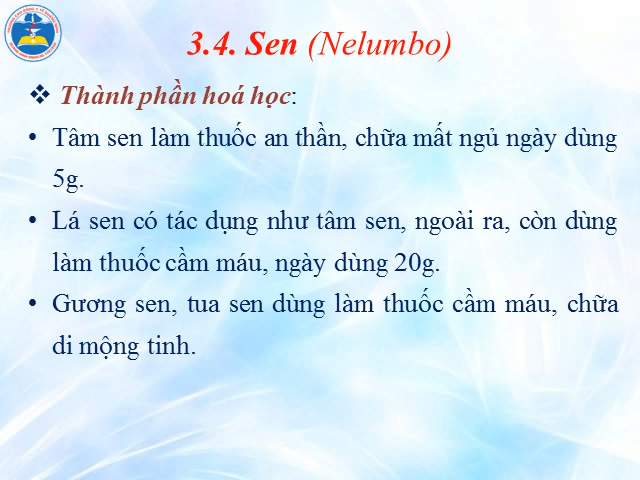 3.4. Sen (Nelumbo)
❖ Thành phần hoá học:
• Tâm sen làm thuốc an thần, chữa mất ngủ ngày dùng
5g.
• Lá sen có tác dụng như tâm sen, ngoài ra, còn dùng
làm thuốc cầm máu, ngày dùng 20g.
• Gương sen, tua sen dùng làm thuốc cầm máu, chữa
di mộng tinh.